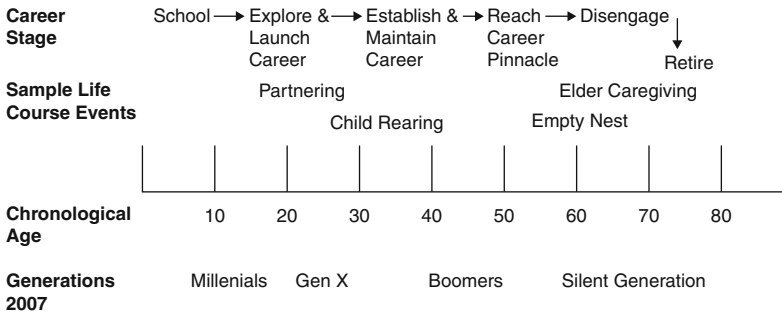 Career Stage
School Explore & Launch Career Establish & Maintain Career Reach Career Pinnacle Disengage
Retire
Sample Life Course Events
Partnering Elder Caregiving
Child Rearing Empty Nest
Chronological Age
10 20 30 40 50 60 70 80
Generations 2007
Millenials Gen X Boomers Silent Generation